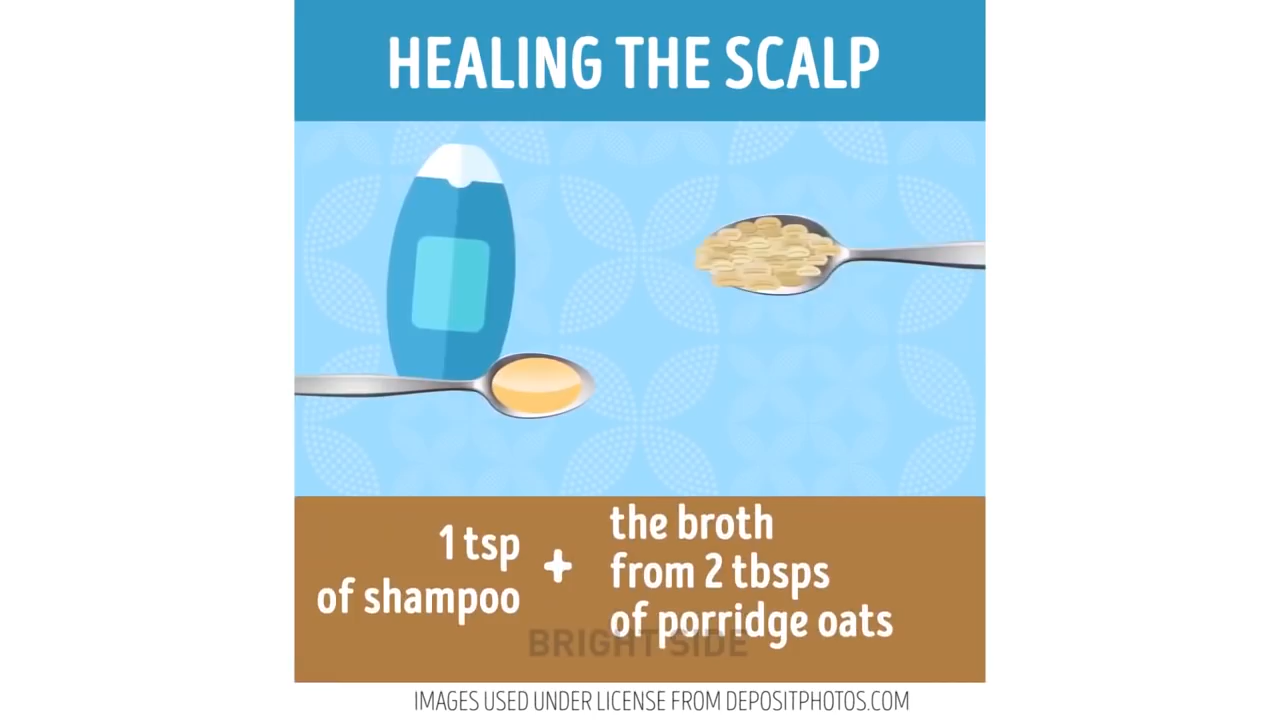 HEALING THE SCALP
1 tsp
of shampoo
+
the broth
from 2 tbsps
of porridge oats
BRIGHT SIDE
IMAGES USED UNDER LICENSE FROM DEPOSITPHOTOS.COM